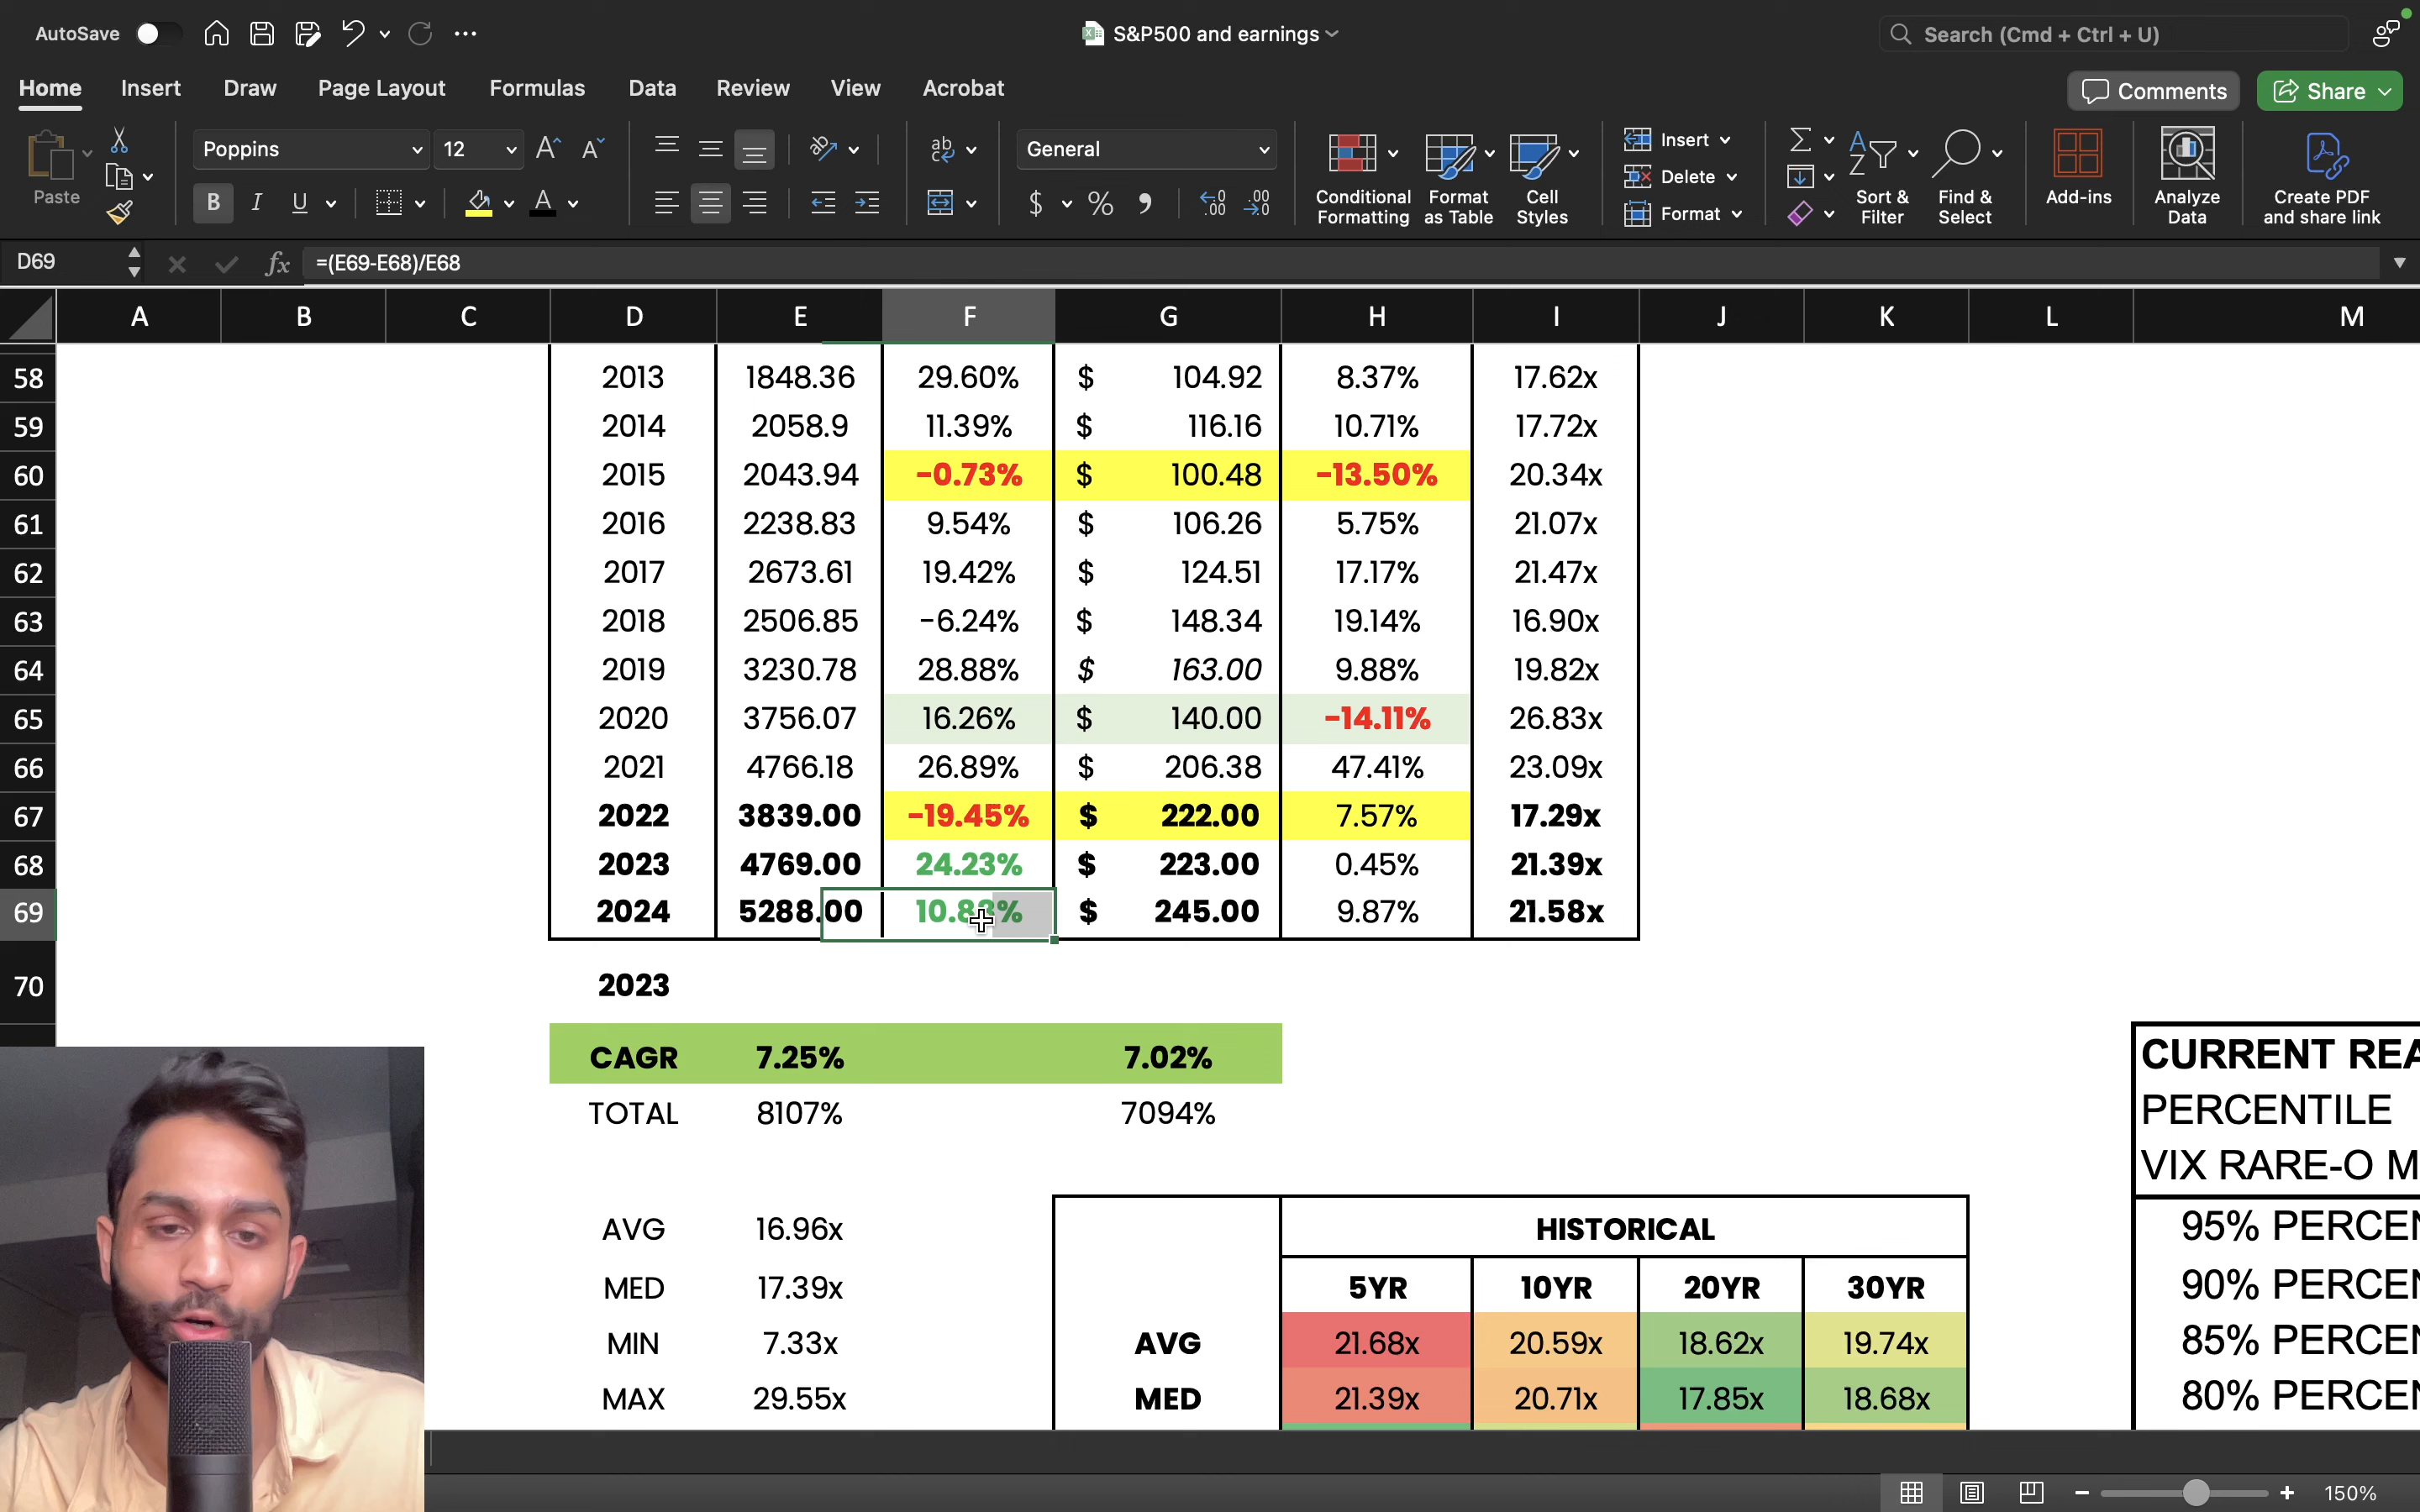 AutoSave
S&P500 and earnings
Search (Cmd + Ctrl + U)
Home Insert Draw Page Layout Formulas Data Review View Acrobat
Comments Share
Paste
Poppins 12
B I U
General
$ % 9
Conditional Formatting
Format as Table
Cell Styles
Insert
Delete
Format
Sort & Filter
Find & Select
Add-ins
Analyze Data
Create PDF and share link
D69 fx =(E69-E68)/E68
A B C D E F G H I J K L M
58 2013 1848.36 29.60% $ 104.92 8.37% 17.62x
59 2014 2058.9 11.39% $ 116.16 10.71% 17.72x
60 2015 2043.94 -0.73% $ 100.48 -13.50% 20.34x
61 2016 2238.83 9.54% $ 106.26 5.75% 21.07x
62 2017 2673.61 19.42% $ 124.51 17.17% 21.47x
63 2018 2506.85 -6.24% $ 148.34 19.14% 16.90x
64 2019 3230.78 28.88% $ 163.00 9.88% 19.82x
65 2020 3756.07 16.26% $ 140.00 -14.11% 26.83x
66 2021 4766.18 26.89% $ 206.38 47.41% 23.09x
67 2022 3839.00 -19.45% $ 222.00 7.57% 17.29x
68 2023 4769.00 24.23% $ 223.00 0.45% 21.39x
69 2024 5288.00 $ 245.00 9.87% 21.58x
70 2023
CAGR 7.25% 7.02%
TOTAL 8107% 7094%
AVG 16.96x
MED 17.39x
MIN 7.33x
MAX 29.55x
HISTORICAL
5YR 10YR 20YR 30YR
AVG 21.68x 20.59x 18.62x 19.74x
MED 21.39x 20.71x 17.85x 18.68x
CURRENT REA
PERCENTILE
VIX RARE-O M
95% PERCEN
90% PERCEN
85% PERCEN
80% PERCEN
150%